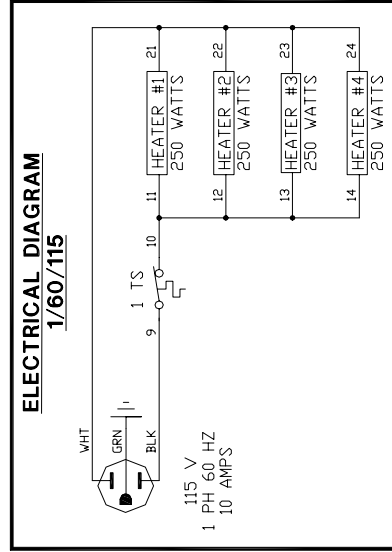 ELECTRICAL DIAGRAM
1/60/115
WHT
GRN
BLK
115 V
1 PH 60 HZ
10 AMPS
9
1 TS
10
11
HEATER #1
21
250 WATTS
12
HEATER #2
22
250 WATTS
13
HEATER #3
23
250 WATTS
14
HEATER #4
24
250 WATTS